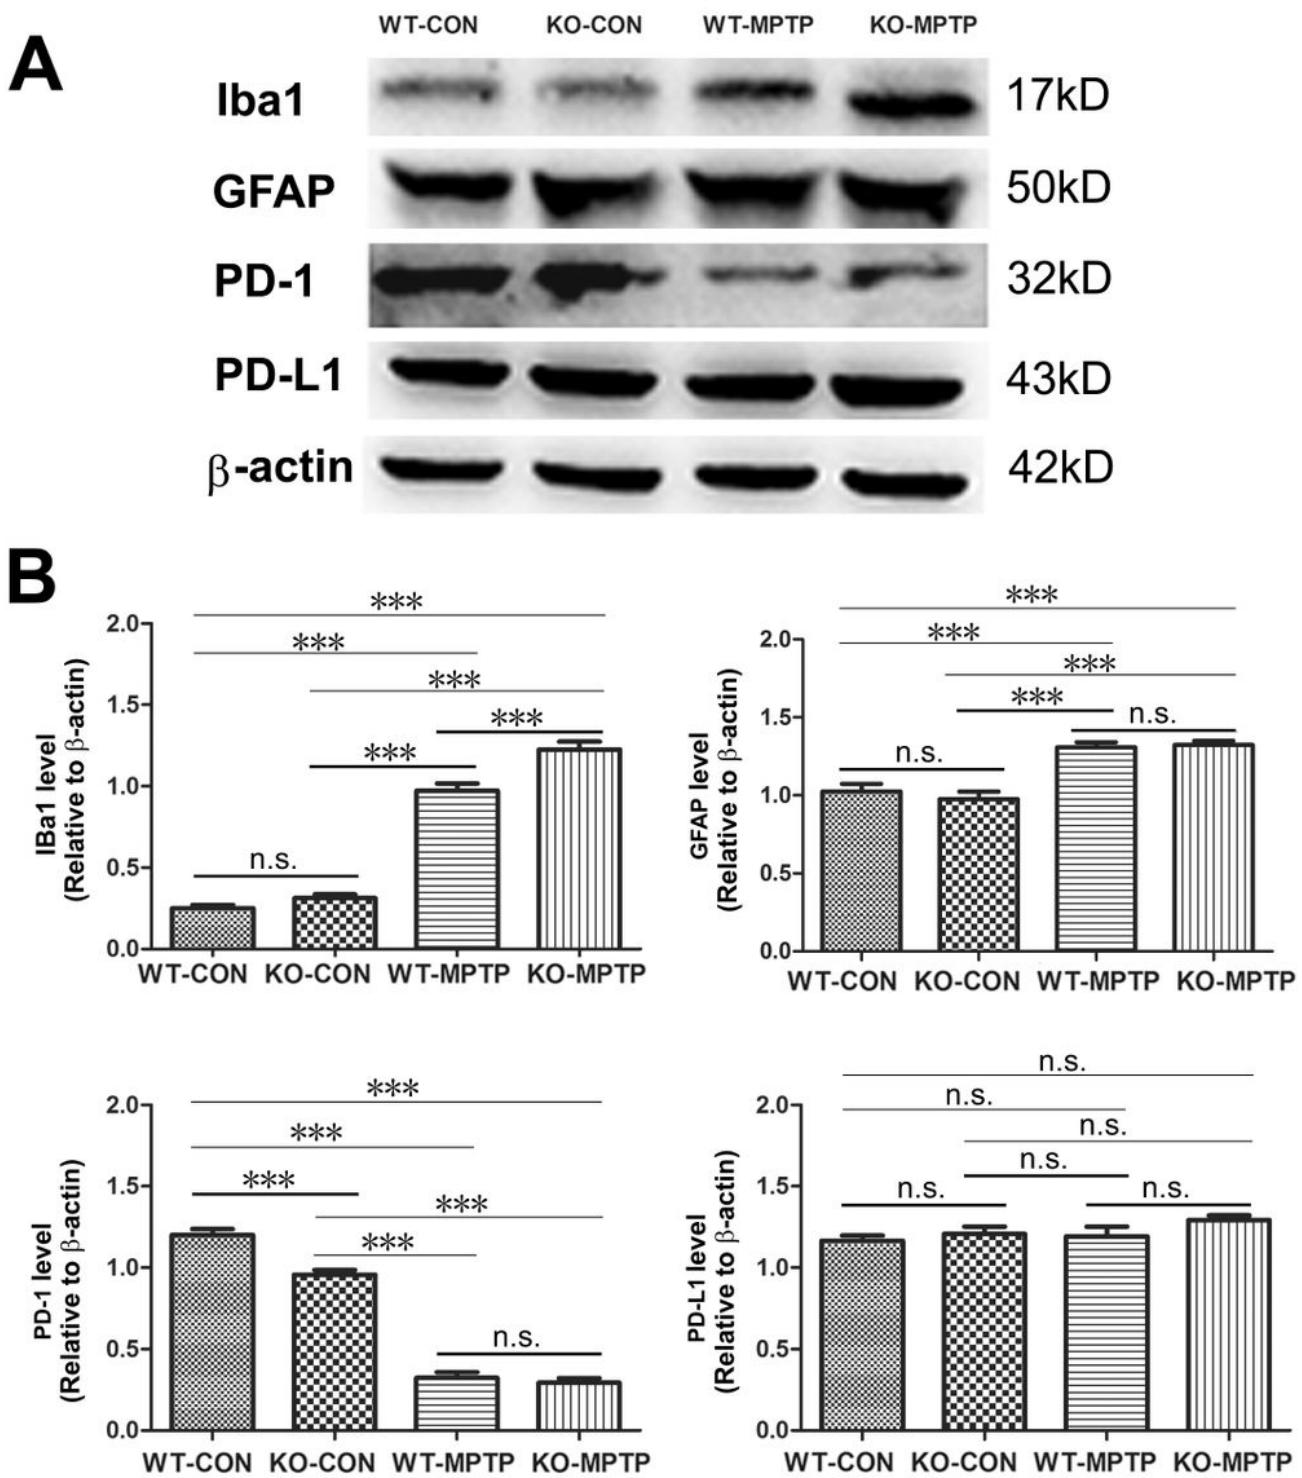 A
WT-CON KO-CON WT-MPTP KO-MPTP
Iba1 17kD
GFAP 50kD
PD-1 32kD
PD-L1 43kD
β-actin 42kD
B
IBa1 level
(Relative to β-actin)
2.0
1.5
1.0
0.5
0.0
***
***
***
***
***
n.s.
WT-CON KO-CON WT-MPTP KO-MPTP
GFAP level
(Relative to β-actin)
2.0
1.5
1.0
0.5
0.0
***
***
***
***
n.s.
n.s.
WT-CON KO-CON WT-MPTP KO-MPTP
PD-1 level
(Relative to β-actin)
2.0
1.5
1.0
0.5
0.0
***
***
***
***
***
n.s.
WT-CON KO-CON WT-MPTP KO-MPTP
PD-L1 level
(Relative to β-actin)
2.0
1.5
1.0
0.5
0.0
n.s.
n.s.
n.s.
n.s.
n.s.
n.s.
WT-CON KO-CON WT-MPTP KO-MPTP